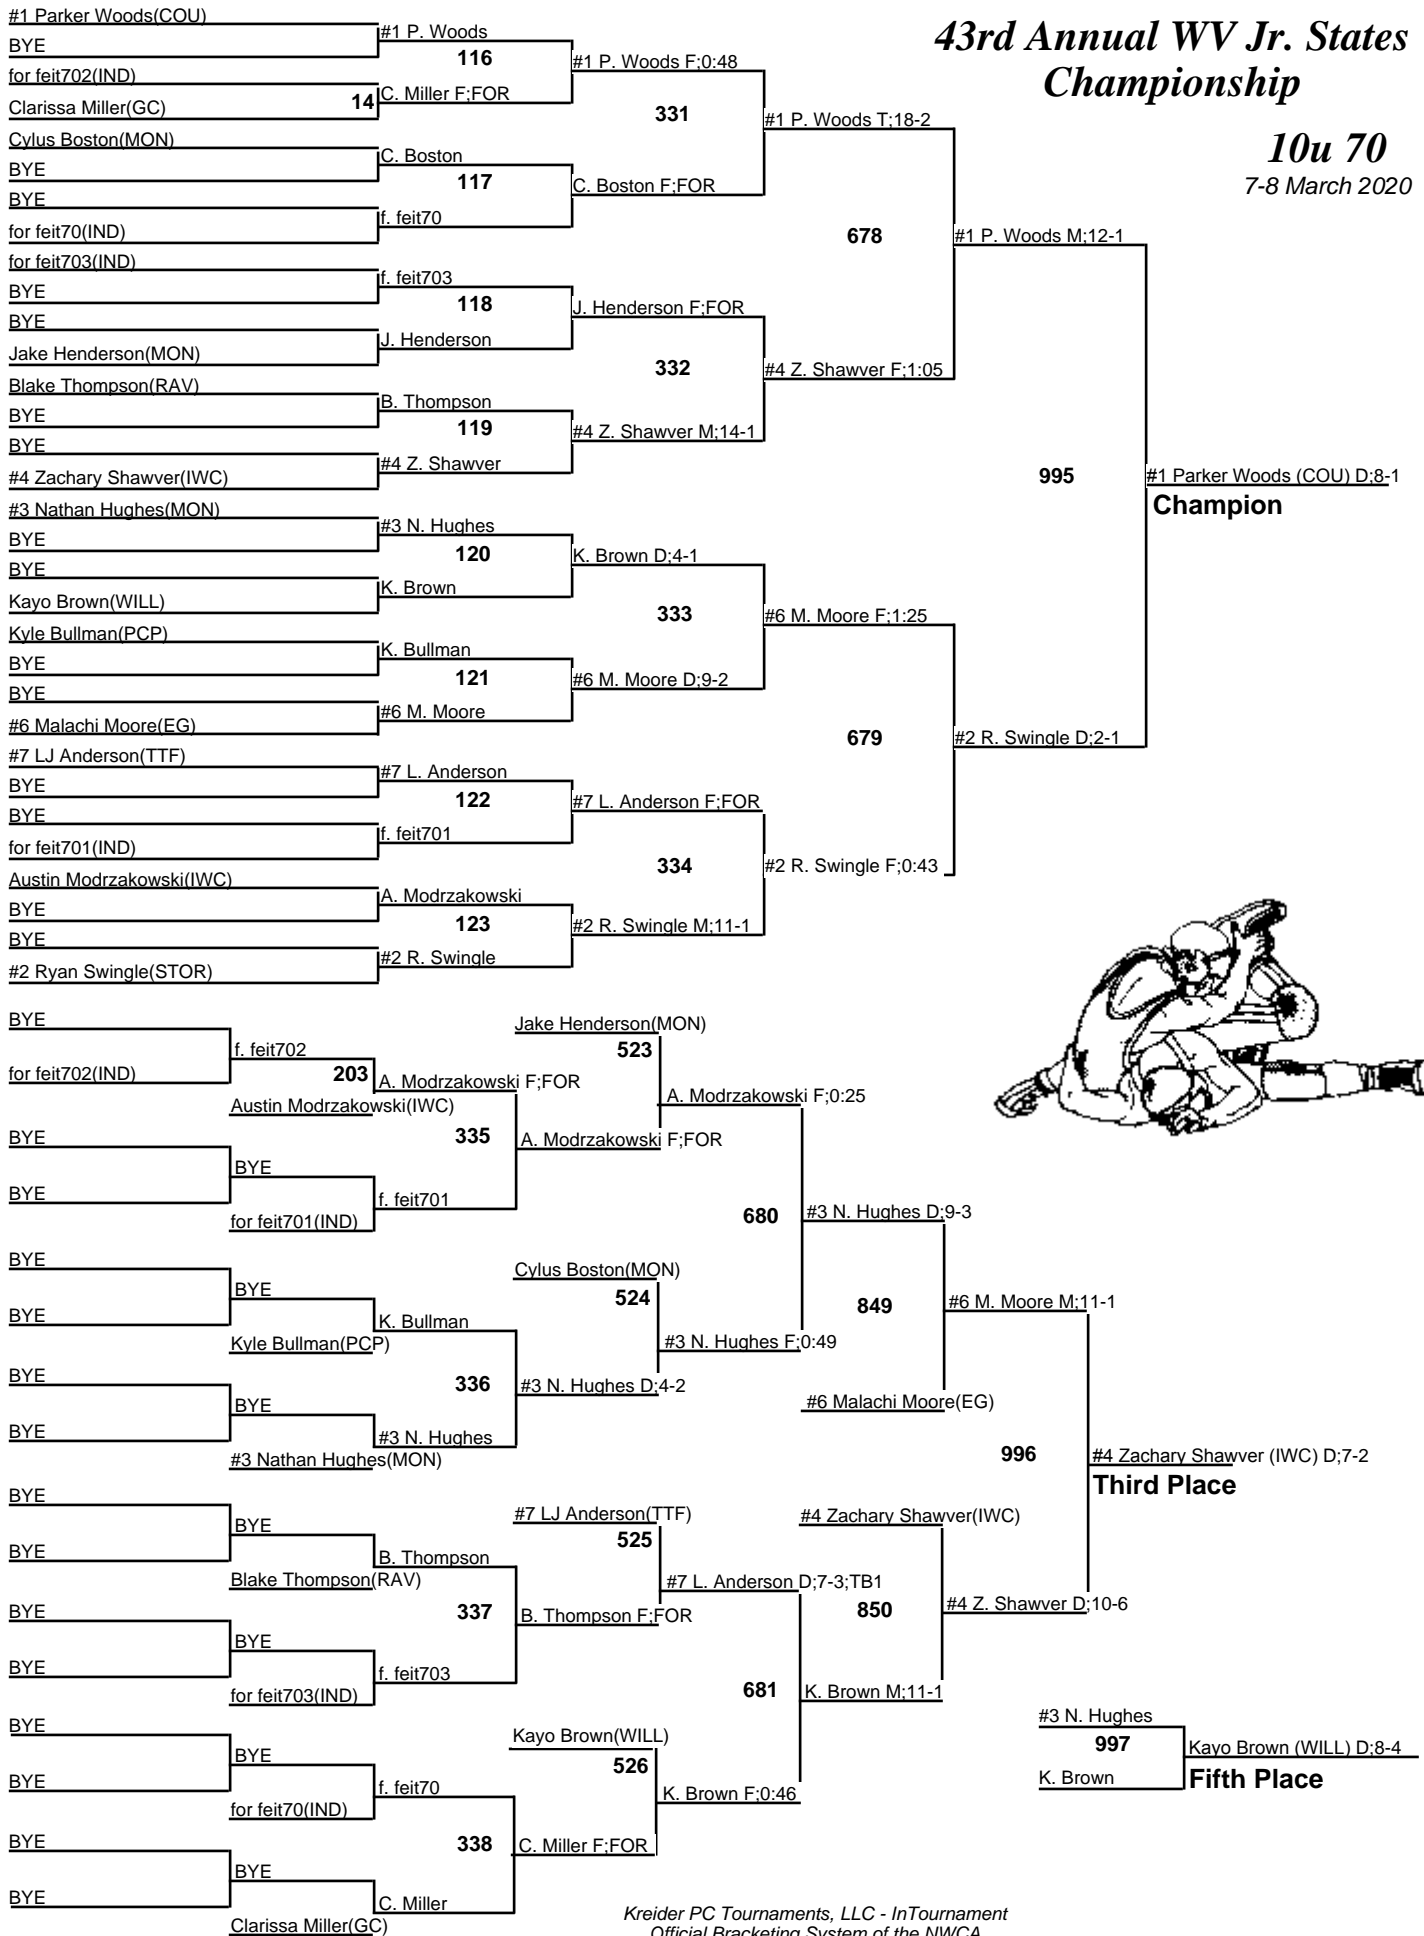 43rd Annual WV Jr. States
Championship
10u 70
7-8 March 2020
#1 Parker Woods(COU)
BYE
for feit702(IND)
Clarissa Miller(GC)
Cylus Boston(MON)
BYE
BYE
for feit70(IND)
for feit703(IND)
BYE
BYE
Jake Henderson(MON)
Blake Thompson(RAV)
BYE
BYE
#4 Zachary Shawver(IWC)
#3 Nathan Hughes(MON)
BYE
BYE
Kayo Brown(WILL)
Kyle Bullman(PCP)
BYE
BYE
#6 Malachi Moore(EG)
#7 LJ Anderson(TTF)
BYE
BYE
for feit701(IND)
Austin Modrzakowski(IWC)
BYE
BYE
#2 Ryan Swingle(STOR)
14
#1 P. Woods
116
C. Miller F;FOR
C. Boston
117
f. feit70
f. feit703
118
J. Henderson
B. Thompson
119
#4 Z. Shawver
#3 N. Hughes
120
K. Brown
K. Bullman
121
#6 M. Moore
#7 L. Anderson
122
f. feit701
A. Modrzakowski
123
#2 R. Swingle
#1 P. Woods F;0:48
331
C. Boston F;FOR
J. Henderson F;FOR
332
#4 Z. Shawver M;14-1
K. Brown D;4-1
333
#6 M. Moore D;9-2
#7 L. Anderson F;FOR
334
#2 R. Swingle M;11-1
#1 P. Woods T;18-2
678
#4 Z. Shawver F;1:05
#6 M. Moore F;1:25
679
#2 R. Swingle F;0:43
#1 P. Woods M;12-1
995
#2 R. Swingle D;2-1
#1 Parker Woods (COU) D;8-1
Champion
BYE
for feit702(IND)
BYE
BYE
BYE
BYE
BYE
BYE
BYE
BYE
BYE
BYE
BYE
BYE
BYE
BYE
f. feit702
203
Austin Modrzakowski(IWC)
BYE
for feit701(IND)
BYE
Kyle Bullman(PCP)
BYE
#3 Nathan Hughes(MON)
BYE
Blake Thompson(RAV)
BYE
for feit703(IND)
BYE
for feit70(IND)
BYE
Clarissa Miller(GC)
A. Modrzakowski F;FOR
335
f. feit701
K. Bullman
336
#3 N. Hughes
B. Thompson
337
f. feit703
f. feit70
338
C. Miller
Jake Henderson(MON)
523
A. Modrzakowski F;FOR
Cylus Boston(MON)
524
#3 N. Hughes D;4-2
#7 LJ Anderson(TTF)
525
B. Thompson F;FOR
Kayo Brown(WILL)
526
C. Miller F;FOR
A. Modrzakowski F;0:25
680
#3 N. Hughes F;0:49
#7 L. Anderson D;7-3;TB1
681
K. Brown F;0:46
#3 N. Hughes D;9-3
849
#6 Malachi Moore(EG)
#4 Zachary Shawver(IWC)
850
K. Brown M;11-1
#6 M. Moore M;11-1
996
#4 Z. Shawver D;10-6
#4 Zachary Shawver (IWC) D;7-2
Third Place
#3 N. Hughes
997
K. Brown
Kayo Brown (WILL) D;8-4
Fifth Place
Kreider PC Tournaments, LLC - InTournament
Official Bracketing System of the NWCA